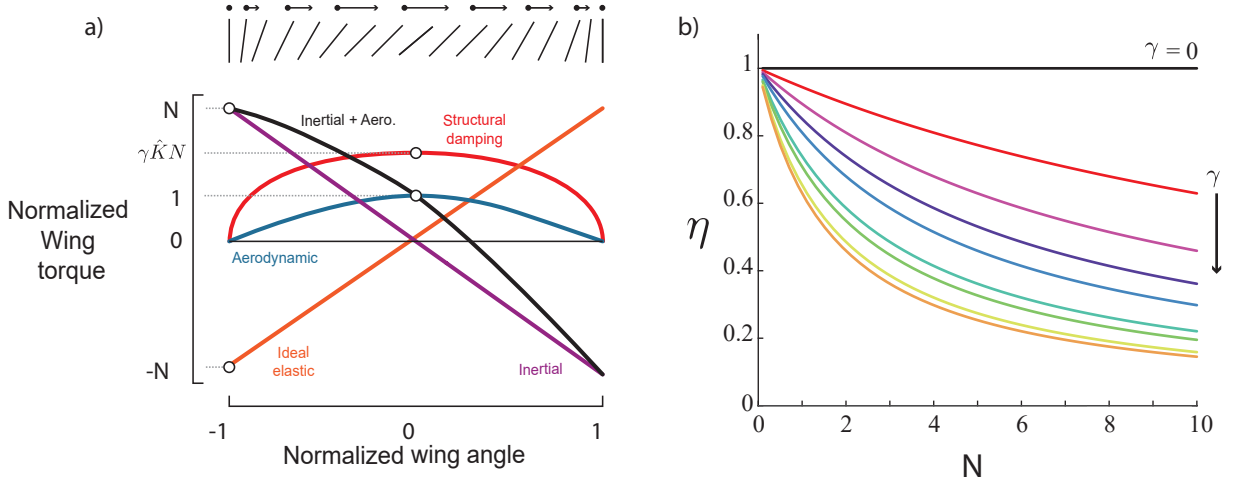 a)
N
γK̂N
1
0
-N
Normalized
Wing
torque
Inertial + Aero.
Structural
damping
Aerodynamic
Ideal
elastic
Inertial
-1
0
1
Normalized wing angle
b)
γ = 0
γ
η
1
0.8
0.6
0.4
0.2
0
0
2
4
6
8
10
N